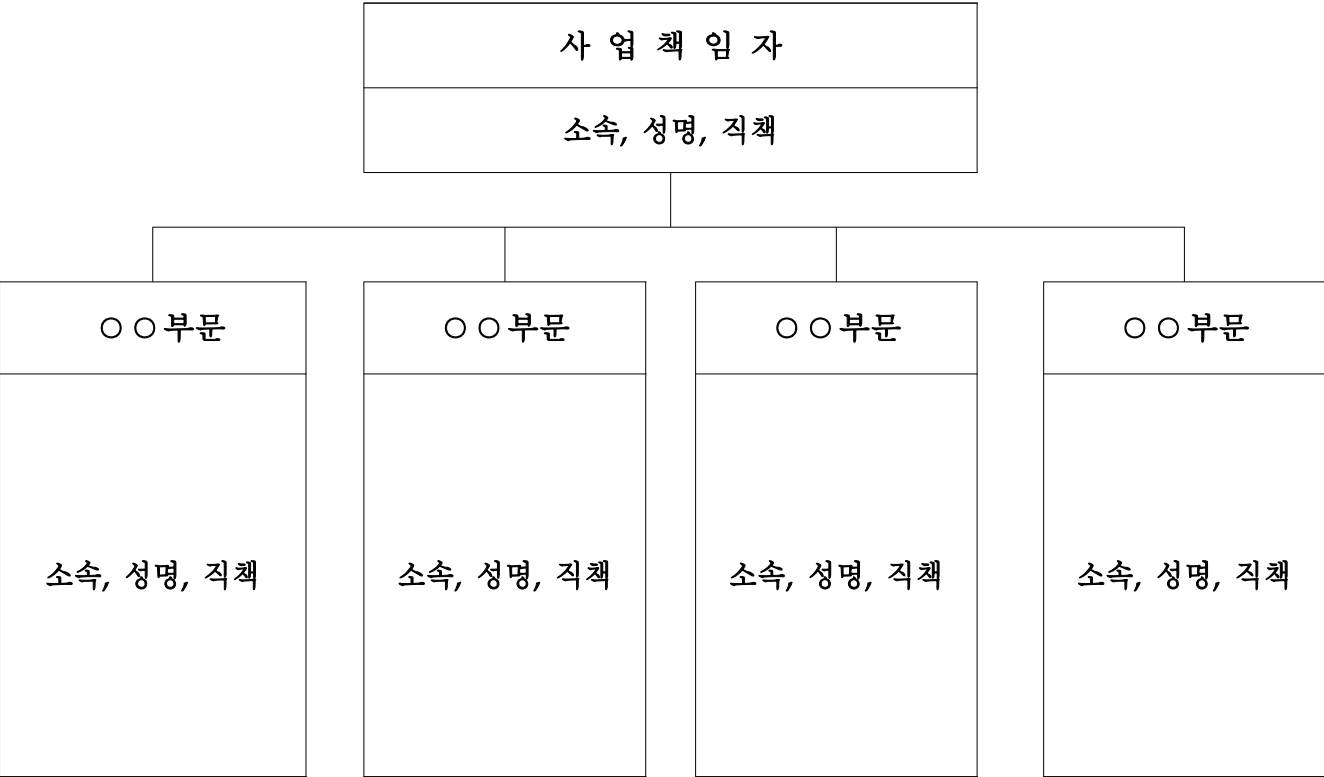 사 업 책 임 자
소속, 성명, 직책
○○부문
○○부문
○○부문
○○부문
소속, 성명, 직책
소속, 성명, 직책
소속, 성명, 직책
소속, 성명, 직책